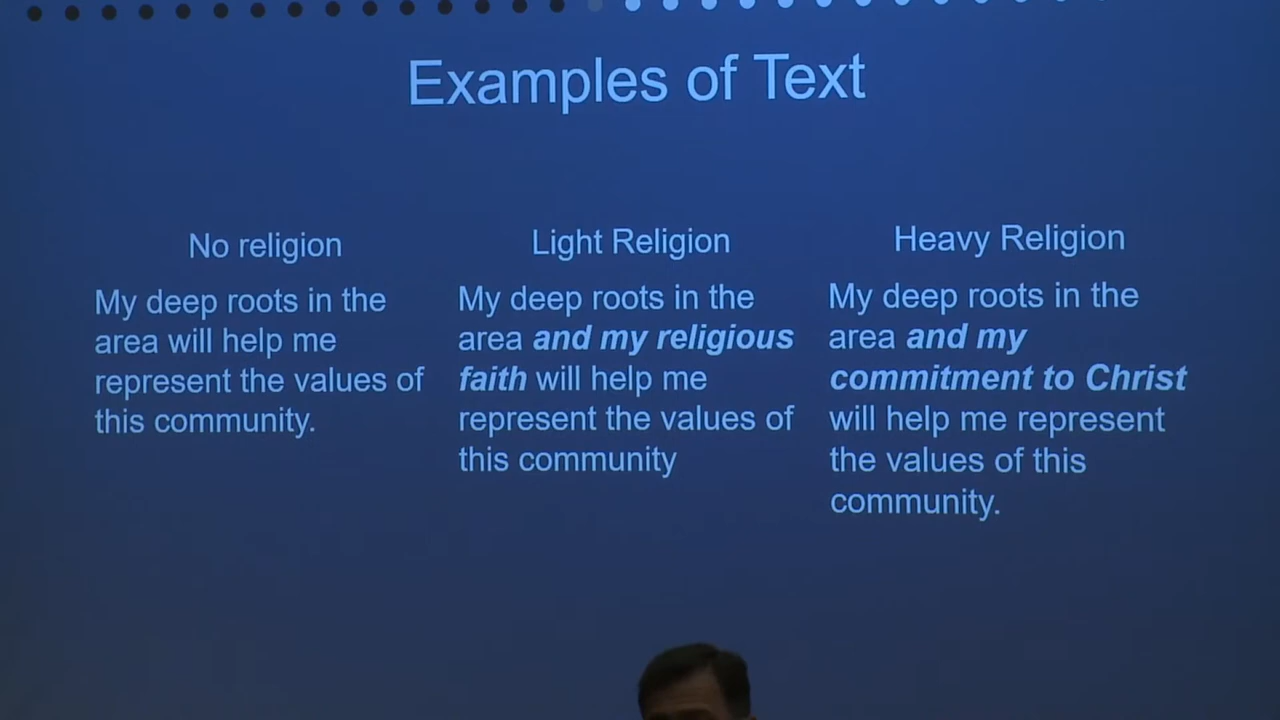 Examples of Text
No religion
My deep roots in the
area will help me
represent the values of
this community.
Light Religion
My deep roots in the
area and my religious
faith will help me
represent the values of
this community
Heavy Religion
My deep roots in the
area and my
commitment to Christ
will help me represent
the values of this
community.